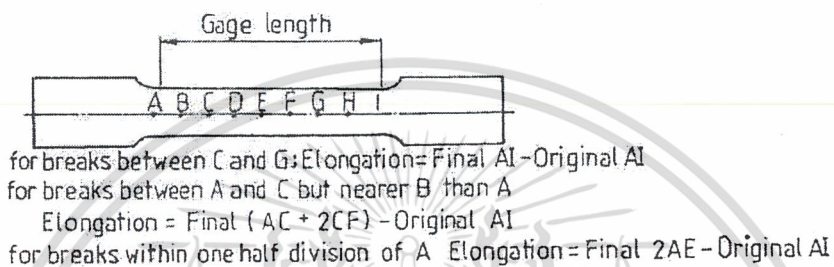 Gage length
A B C D E F G H I
for breaks between C and G; Elongation = Final AI - Original AI
for breaks between A and C but nearer B than A
Elongation = Final ( AC + 2CF ) - Original AI
for breaks within one half division of A Elongation = Final 2AE - Original AI